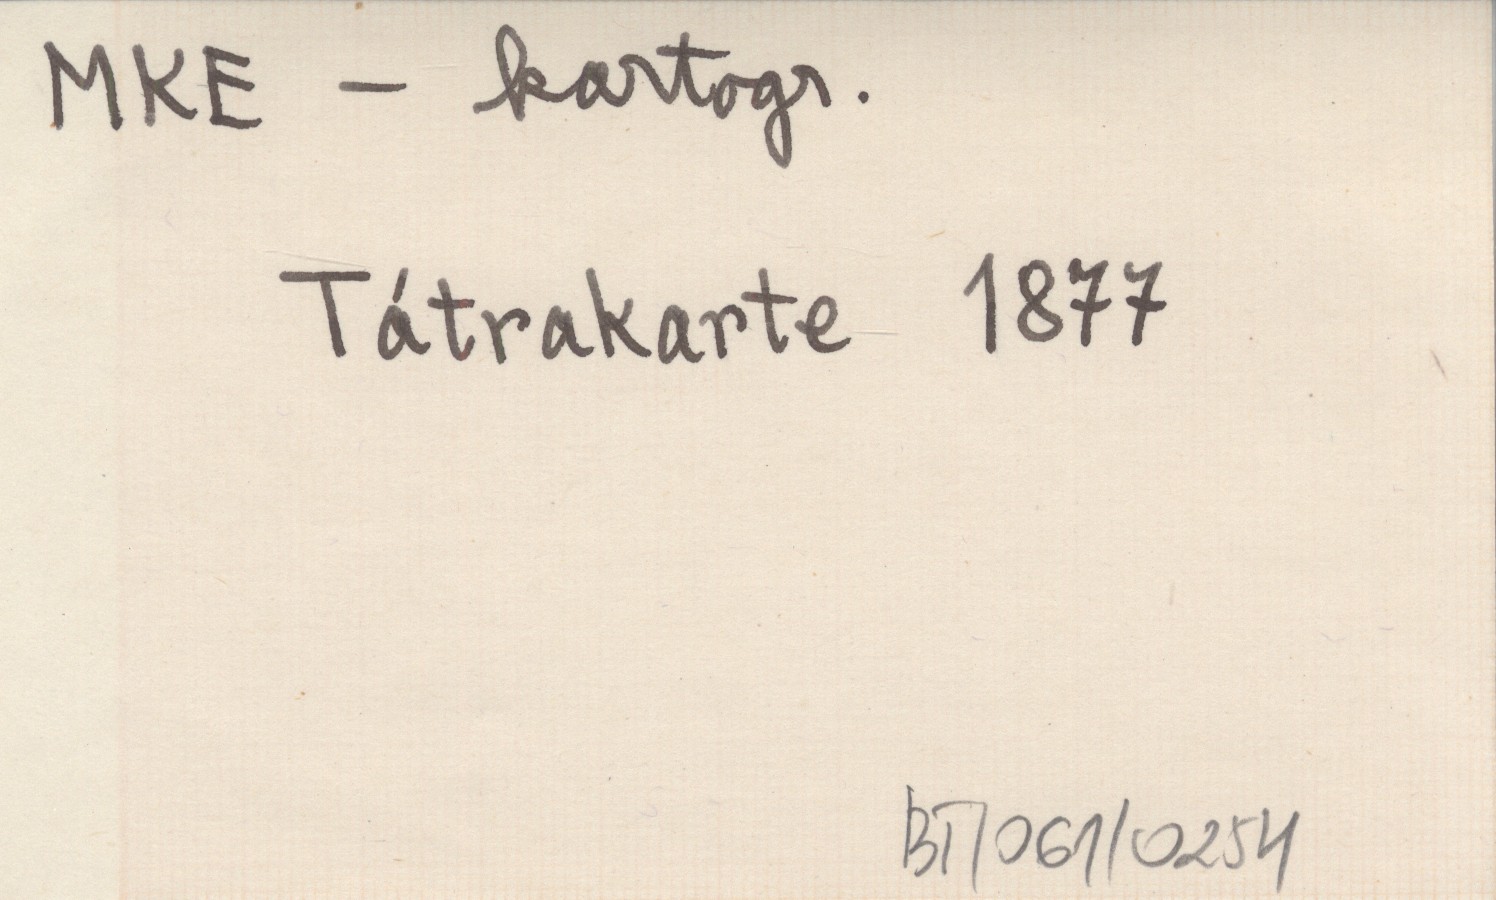 MKE – kartogr.
Tátrakarte 1877
BT/061/0254